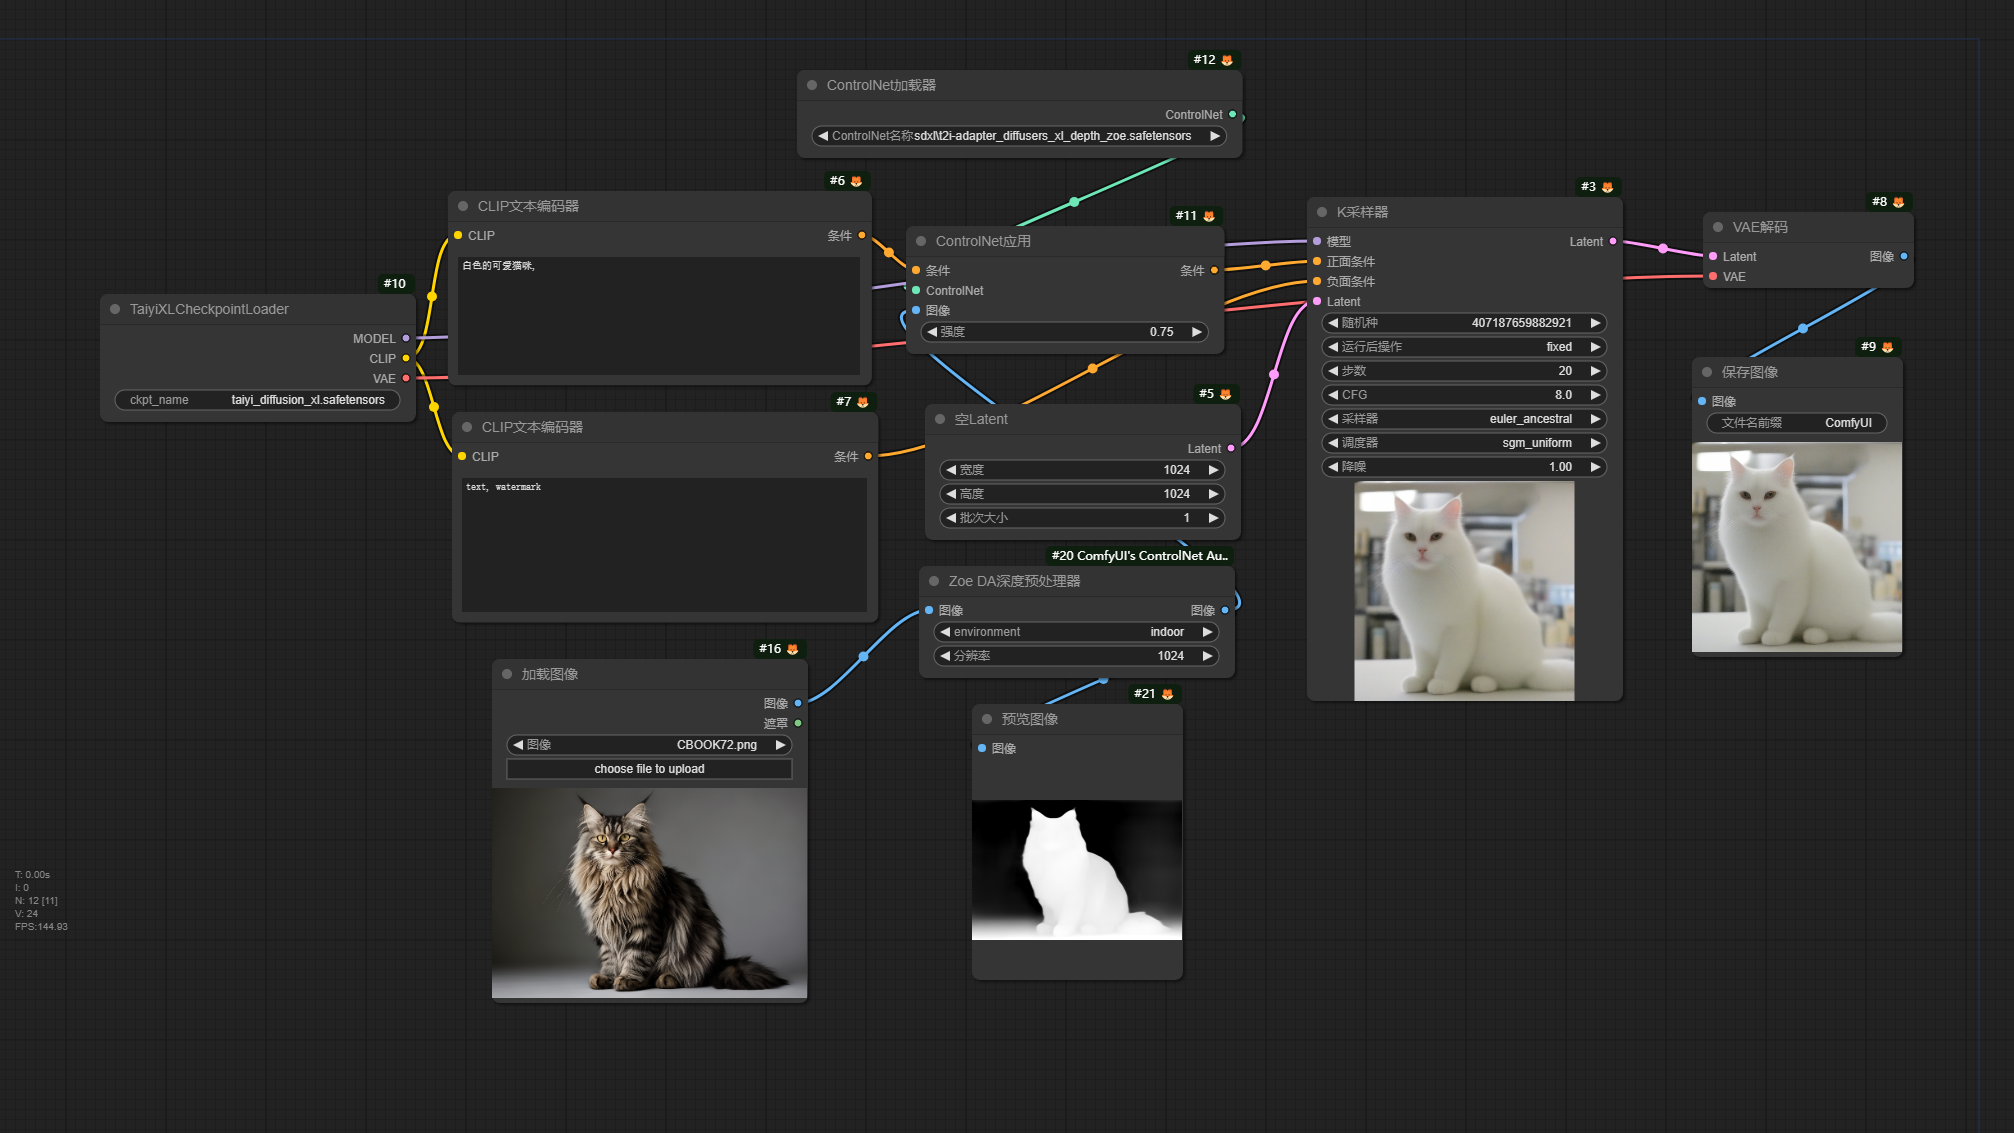 #12
ControlNet加载器
ControlNet
ControlNet名称 sdxl\t2i-adapter_diffusers_xl_depth_zoe.safetensors
#6
CLIP文本编码器
CLIP
条件
白色的可爱猫咪,
#10
TaiyiXLCheckpointLoader
MODEL
CLIP
VAE
ckpt_name taiyi_diffusion_xl.safetensors
#7
CLIP文本编码器
CLIP
条件
text, watermark
#11
ControlNet应用
条件
条件
ControlNet
图像
强度 0.75
#5
空Latent
Latent
宽度 1024
高度 1024
批次大小 1
#20 ComfyUI's ControlNet Au..
Zoe DA深度预处理器
图像
图像
environment indoor
分辨率 1024
#16
加载图像
图像
遮罩
图像 CBOOK72.png
choose file to upload
#21
预览图像
图像
#3
K采样器
模型
Latent
正面条件
负面条件
Latent
随机种 407187659882921
运行后操作 fixed
步数 20
CFG 8.0
采样器 euler_ancestral
调度器 sgm_uniform
降噪 1.00
#8
VAE解码
Latent
图像
VAE
#9
保存图像
图像
文件名前缀 ComfyUI
T: 0.00s
I: 0
N: 12 [11]
V: 24
FPS:144.93